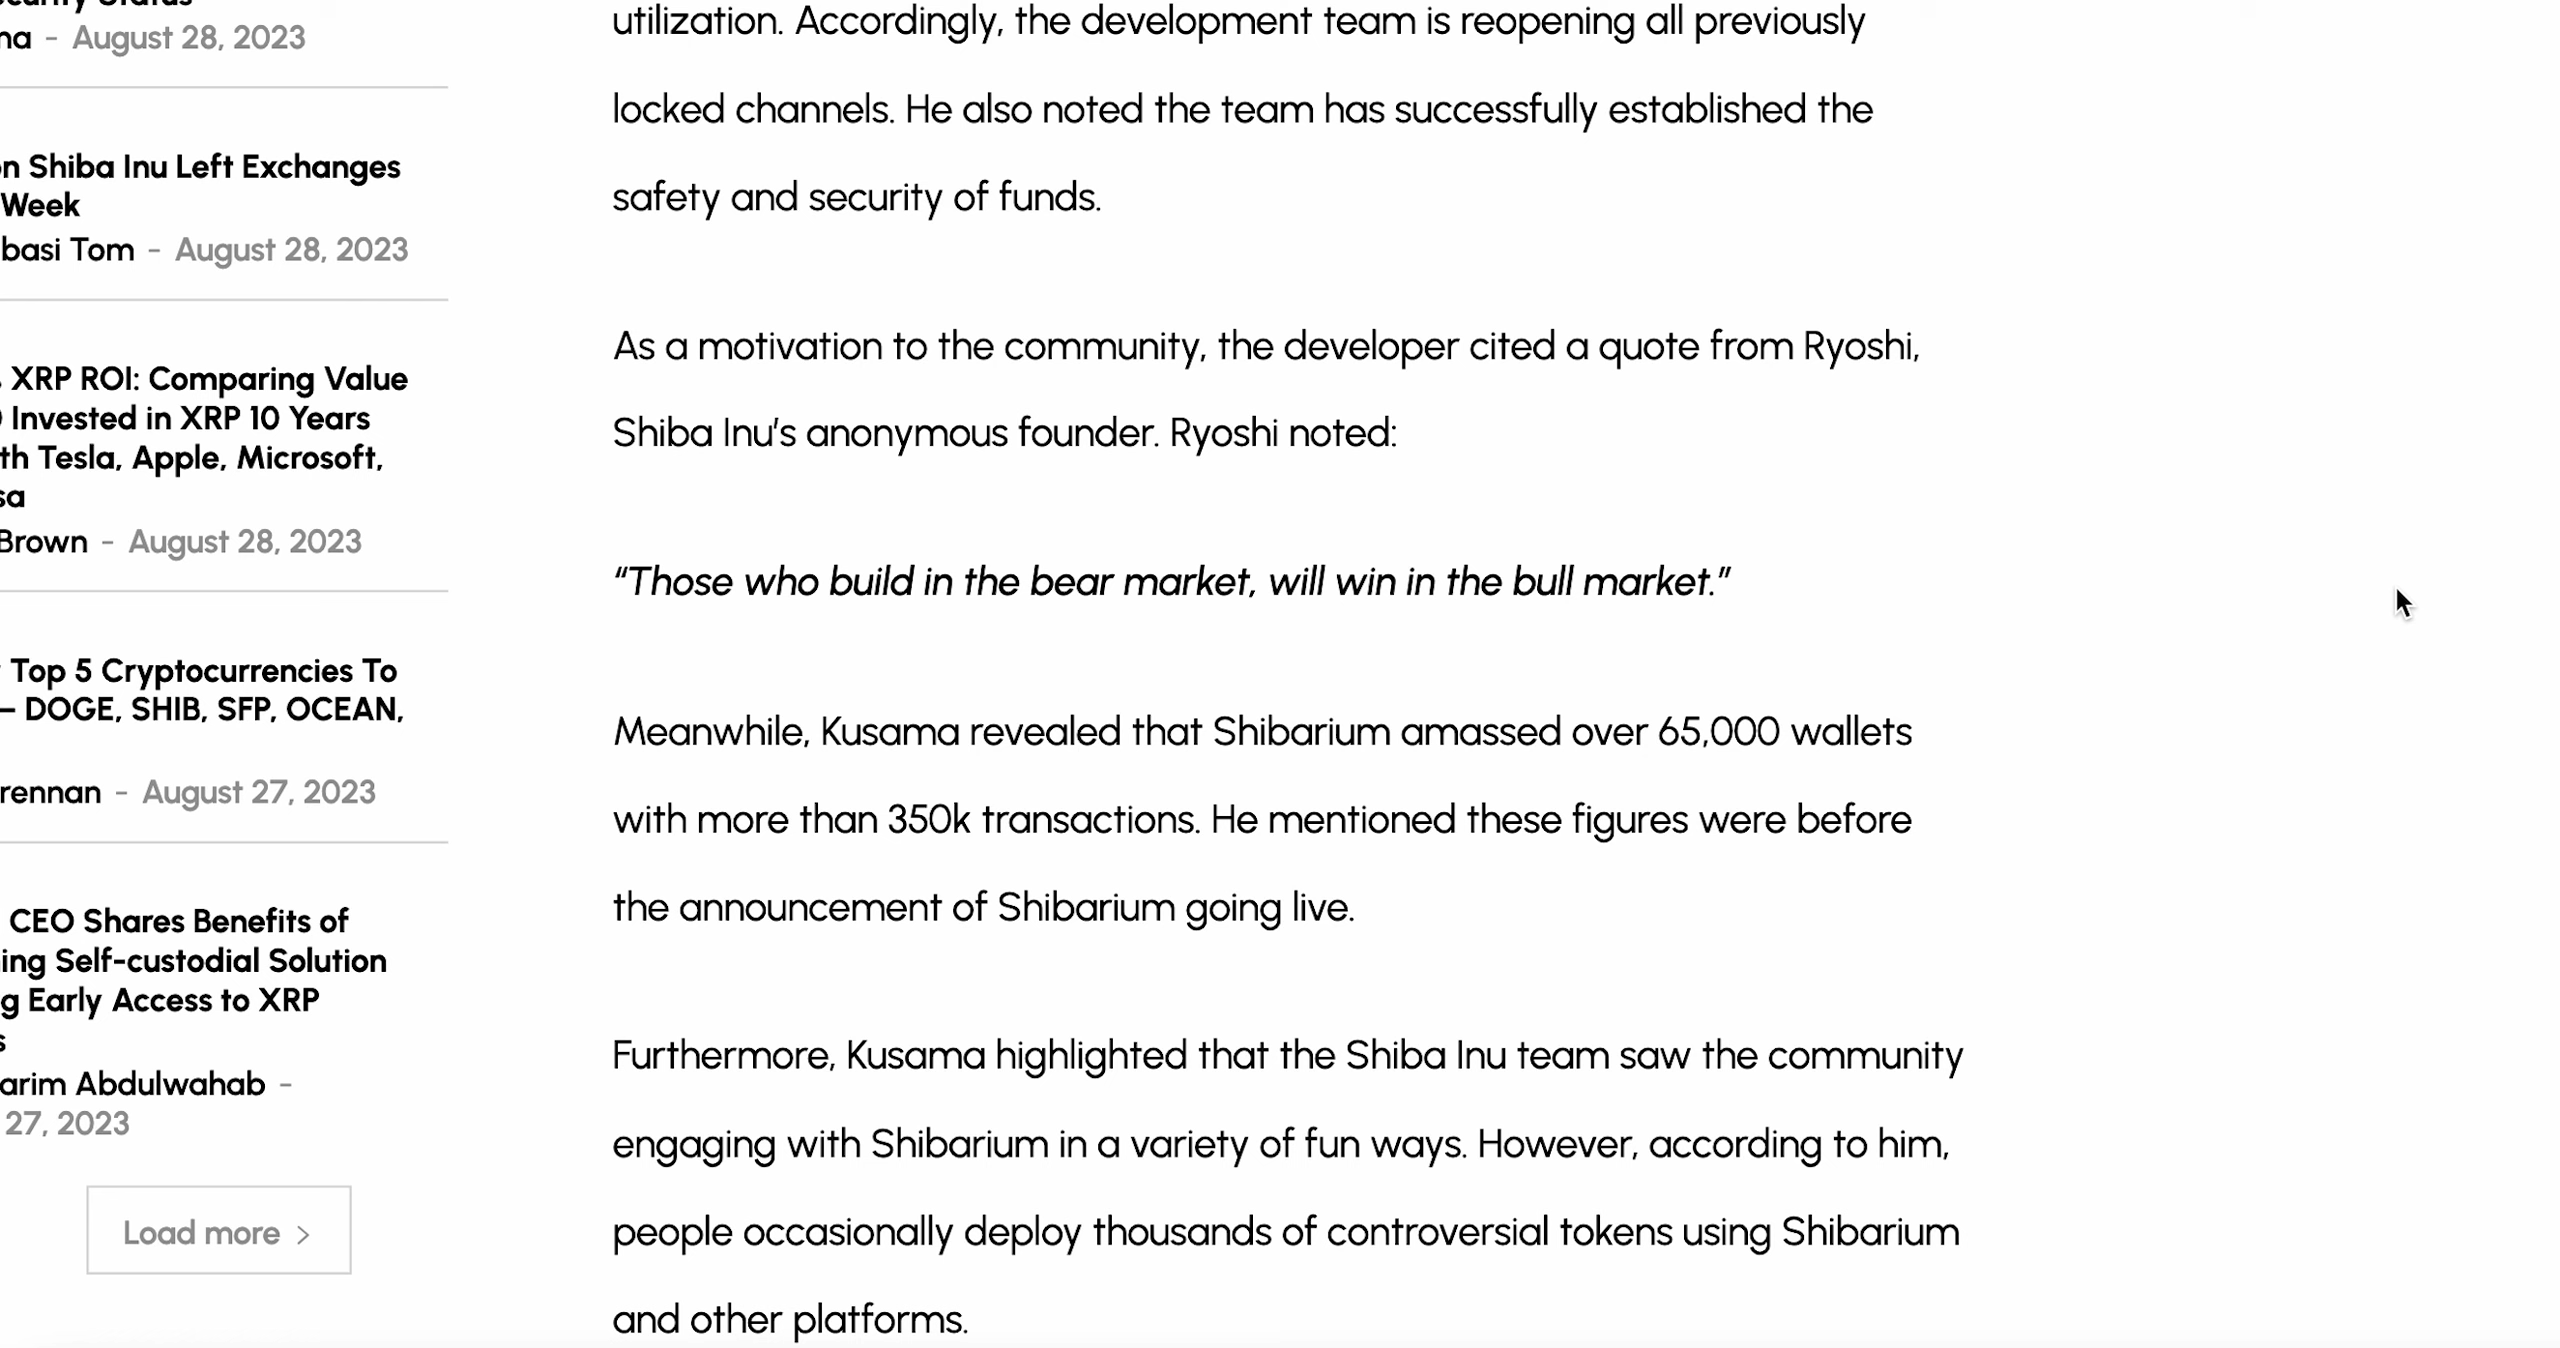 August 28, 2023
Shiba Inu Left Exchanges
Week
Tom - August 28, 2023
XRP ROI: Comparing Value
Invested in XRP 10 Years
Tesla, Apple, Microsoft,
Brown - August 28, 2023
Top 5 Cryptocurrencies To
– DOGE, SHIB, SFP, OCEAN,
August 27, 2023
CEO Shares Benefits of
Self-custodial Solution
Early Access to XRP
Abdulwahab -
27, 2023
Load more >
utilization. Accordingly, the development team is reopening all previously
locked channels. He also noted the team has successfully established the
safety and security of funds.
As a motivation to the community, the developer cited a quote from Ryoshi,
Shiba Inu’s anonymous founder. Ryoshi noted:
“Those who build in the bear market, will win in the bull market.”
Meanwhile, Kusama revealed that Shibarium amassed over 65,000 wallets
with more than 350k transactions. He mentioned these figures were before
the announcement of Shibarium going live.
Furthermore, Kusama highlighted that the Shiba Inu team saw the community
engaging with Shibarium in a variety of fun ways. However, according to him,
people occasionally deploy thousands of controversial tokens using Shibarium
and other platforms.